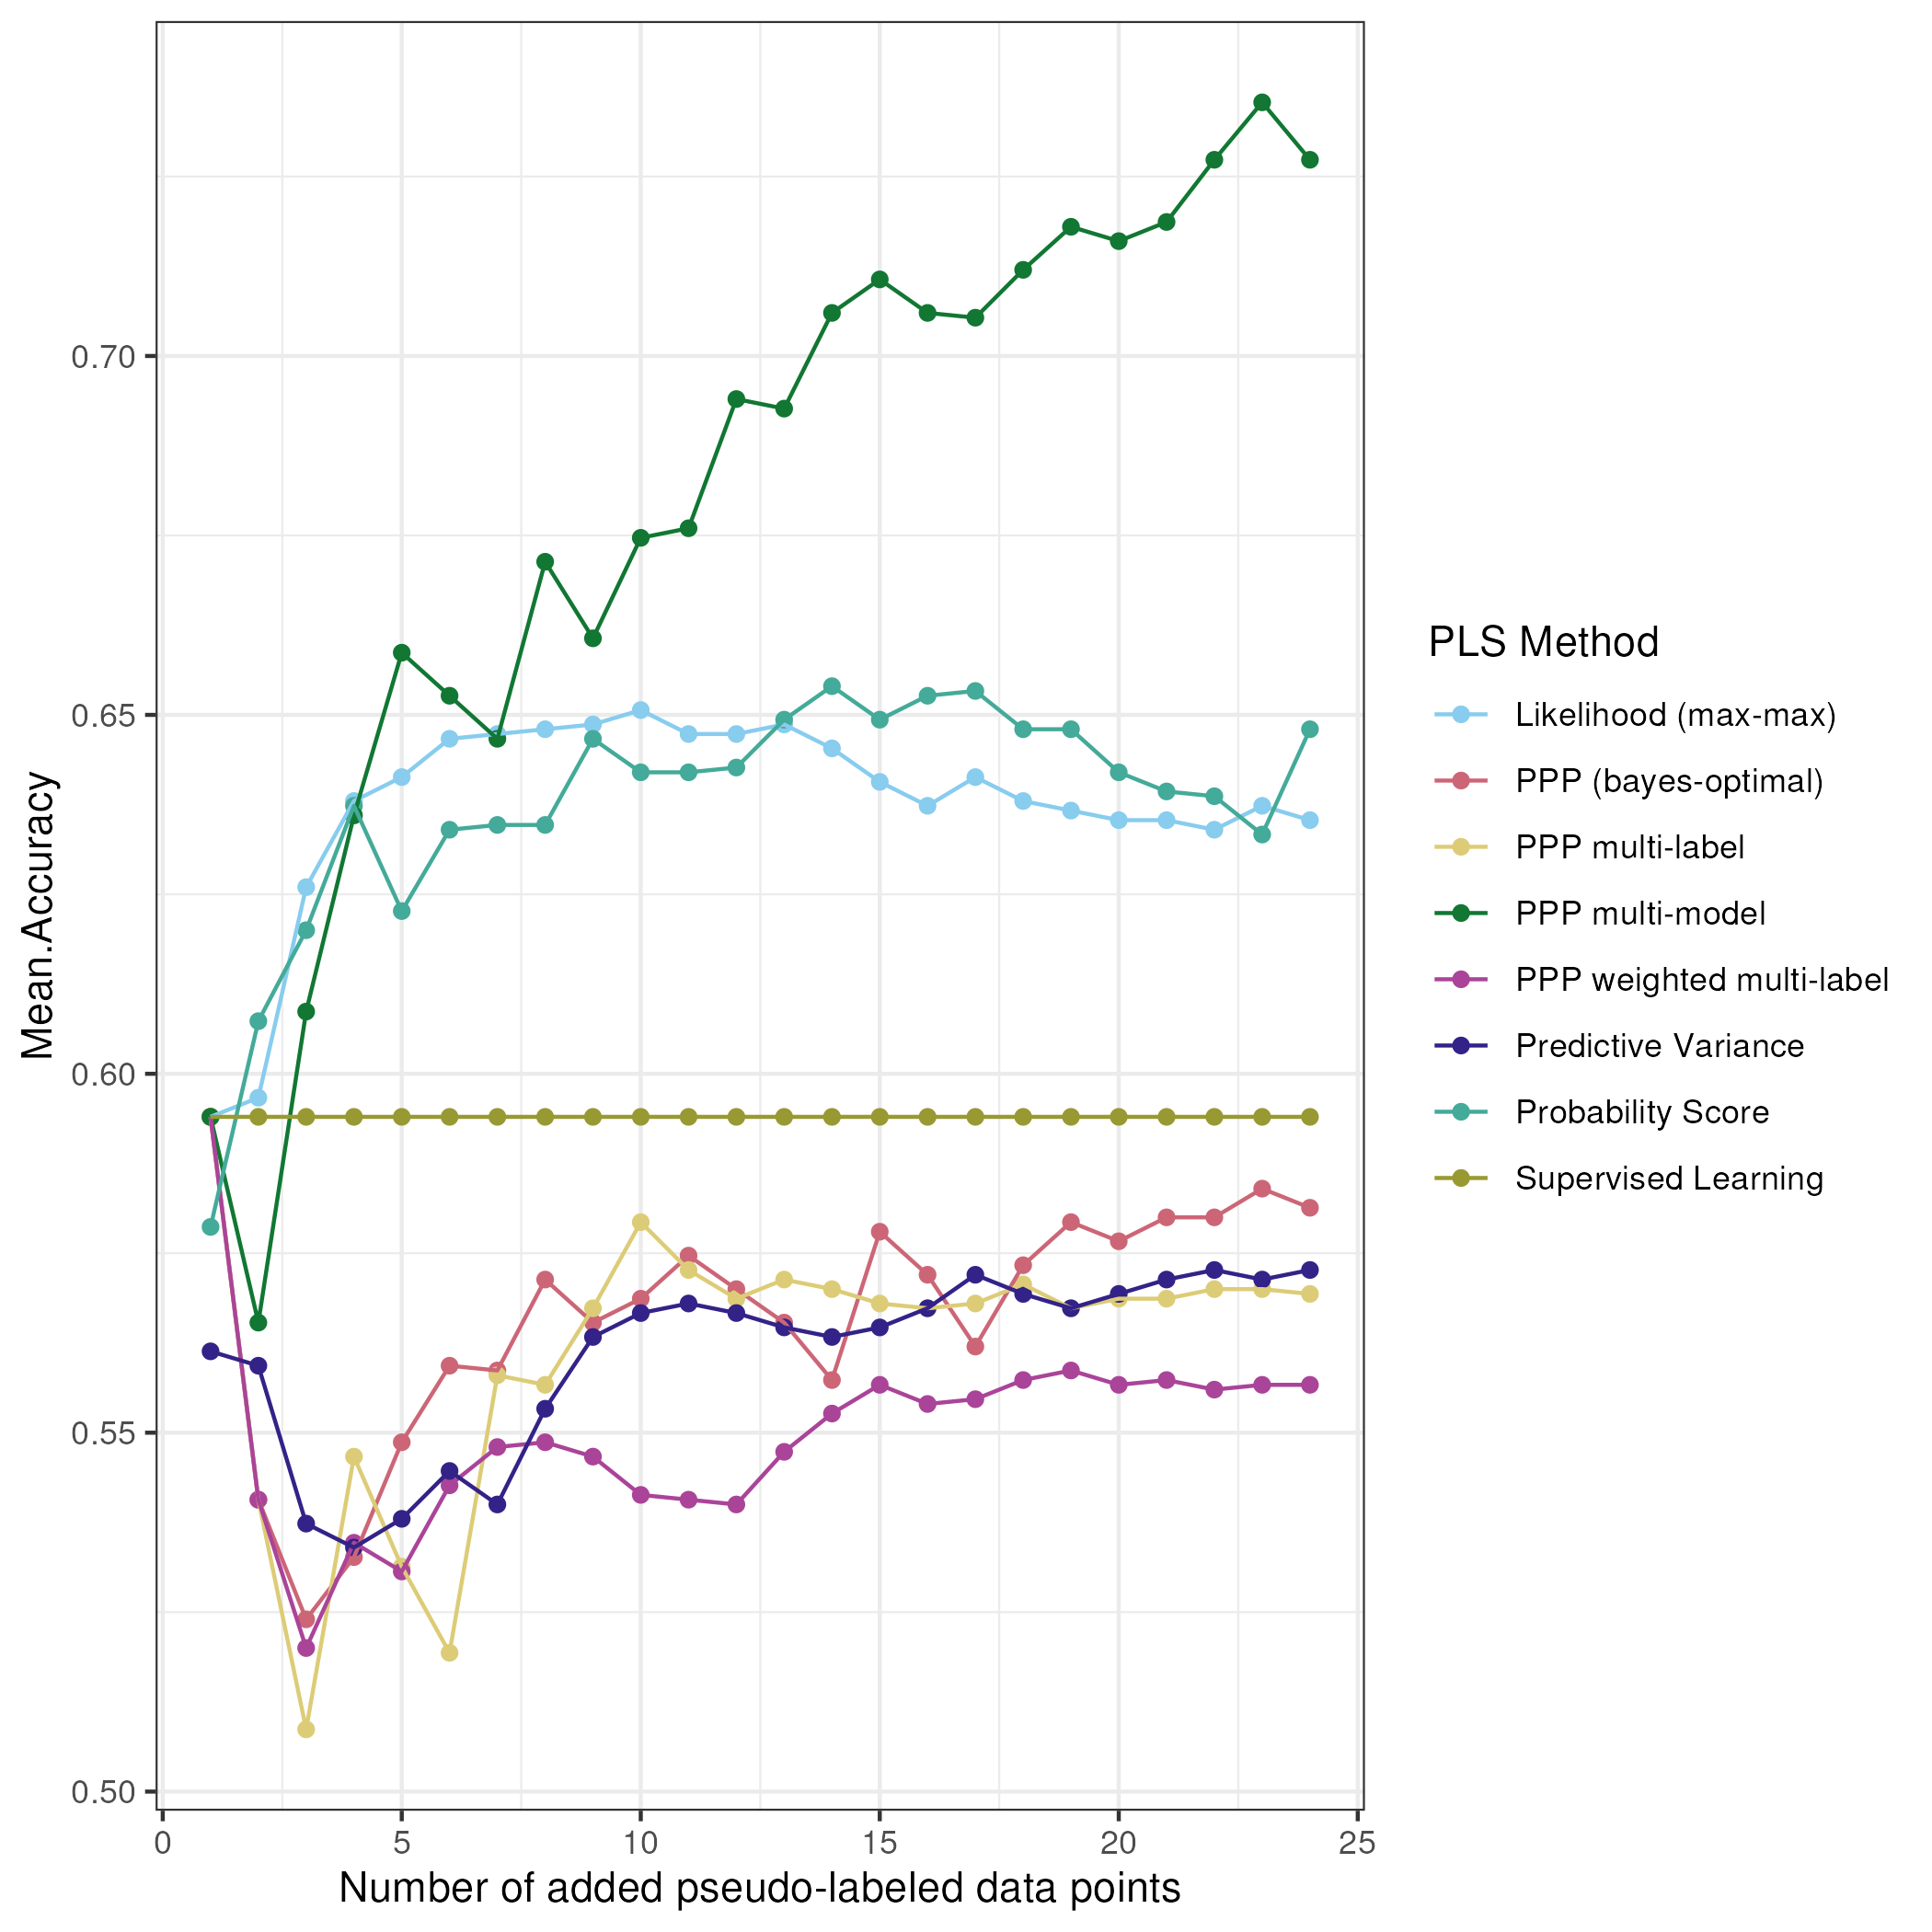 Mean.Accuracy
0.70
0.65
0.60
0.55
0.50
0
5
10
15
20
25
Number of added pseudo-labeled data points
PLS Method
Likelihood (max-max)
PPP (bayes-optimal)
PPP multi-label
PPP multi-model
PPP weighted multi-label
Predictive Variance
Probability Score
Supervised Learning